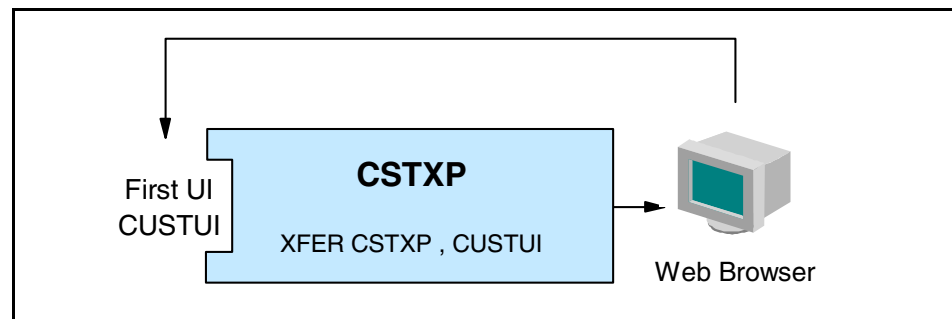 First UI
CUSTUI
CSTXP
XFER CSTXP , CUSTUI
Web Browser